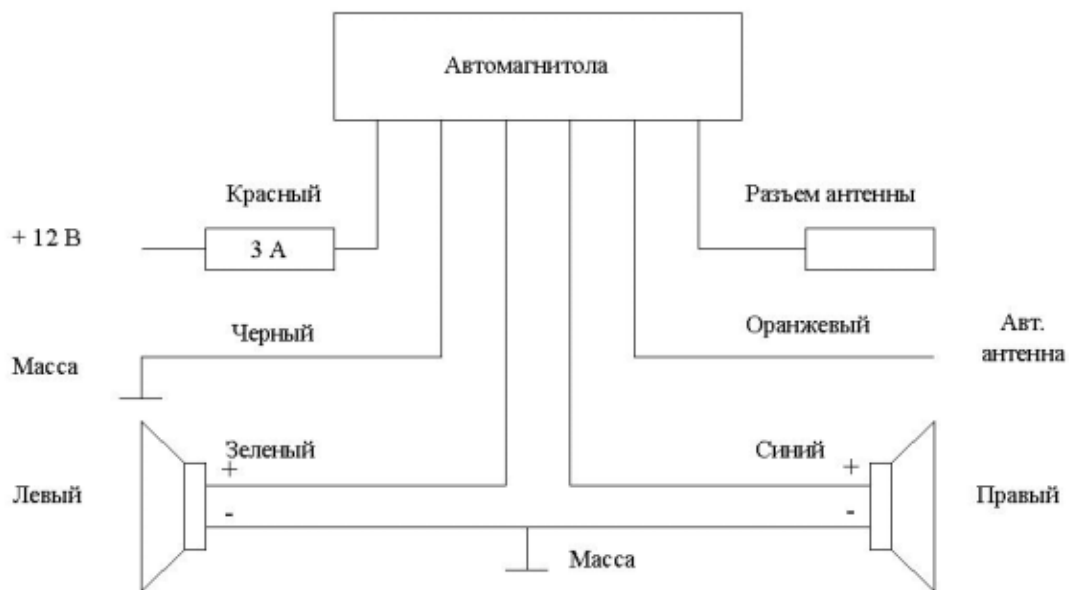 Автомагнитола
Красный
Разъем антенны
+ 12 В
3 А
Черный
Оранжевый
Авт.
антенна
Масса
Зеленый
Синий
+
+
Левый
Правый
-
-
Масса